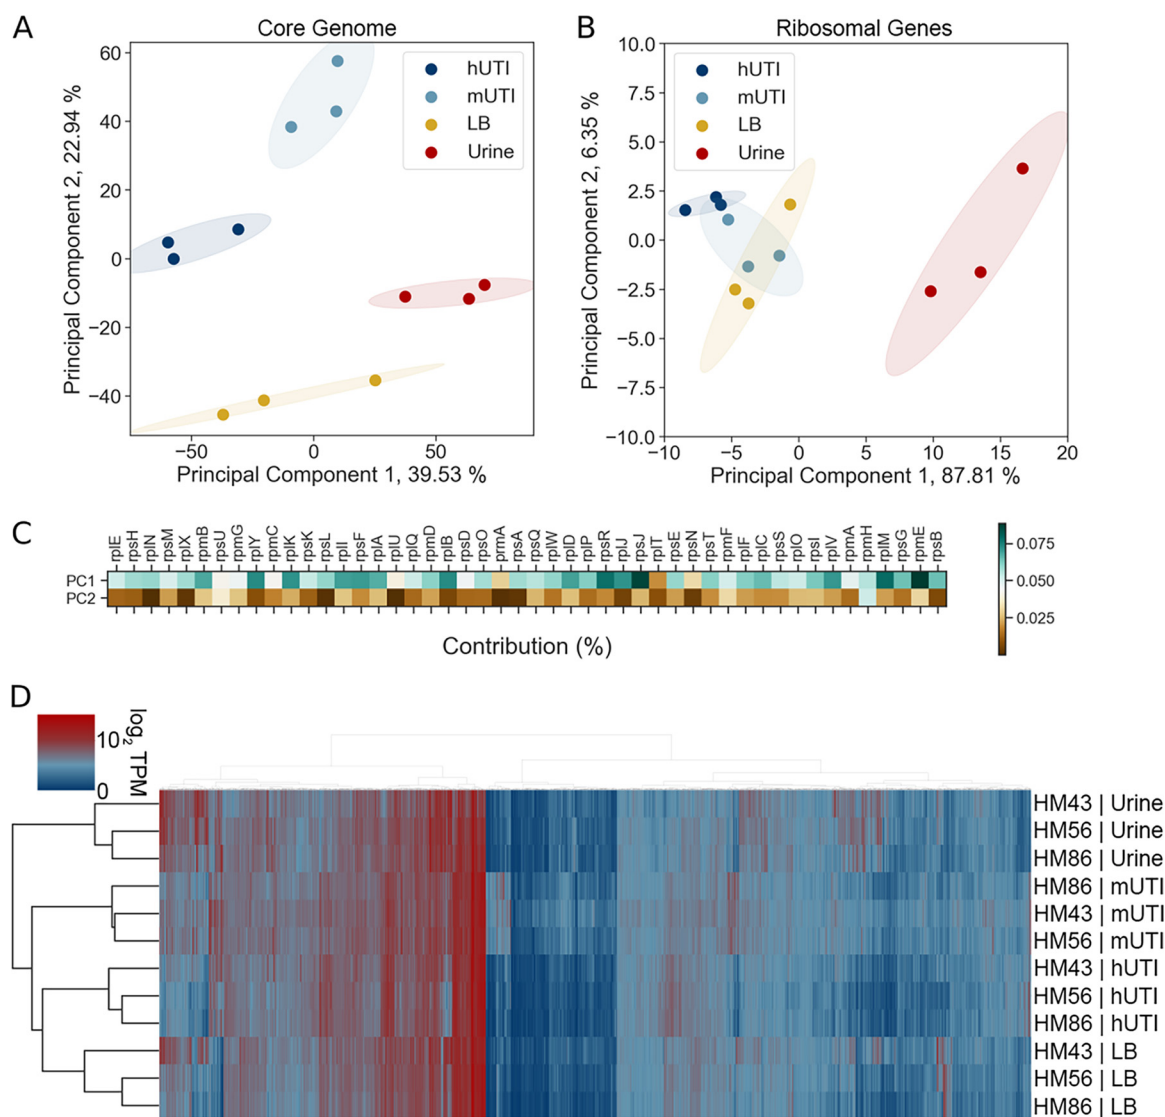 A
Core Genome
60
40
20
0
−20
−40
−50
0
50
Principal Component 2, 22.94 %
Principal Component 1, 39.53 %
hUTI
mUTI
LB
Urine
B
Ribosomal Genes
10.0
7.5
5.0
2.5
0.0
−2.5
−5.0
−7.5
−10.0
−10
−5
0
5
10
15
20
Principal Component 2, 6.35 %
Principal Component 1, 87.81 %
hUTI
mUTI
LB
Urine
C
rplE
rpsH
rplN
rpsM
rplX
rpmB
rpsU
rpmG
rplY
rpmC
rplK
rpsK
rpsL
rplI
rpsF
rplA
rplU
rplQ
rpmD
rplB
rpsD
rpsO
prmA
rpsA
rpsQ
rplW
rplD
rplP
rpsR
rplJ
rpsJ
rplT
rpsE
rpsN
rpsT
rpmF
rplF
rplC
rpsS
rplO
rpsI
rplV
rpmA
rpmH
rplM
rpsG
rpmE
rpsB
PC1
PC2
Contribution (%)
0.075
0.050
0.025
D
10
0
log2 TPM
HM43 | Urine
HM56 | Urine
HM86 | Urine
HM86 | mUTI
HM43 | mUTI
HM56 | mUTI
HM43 | hUTI
HM56 | hUTI
HM86 | hUTI
HM43 | LB
HM56 | LB
HM86 | LB